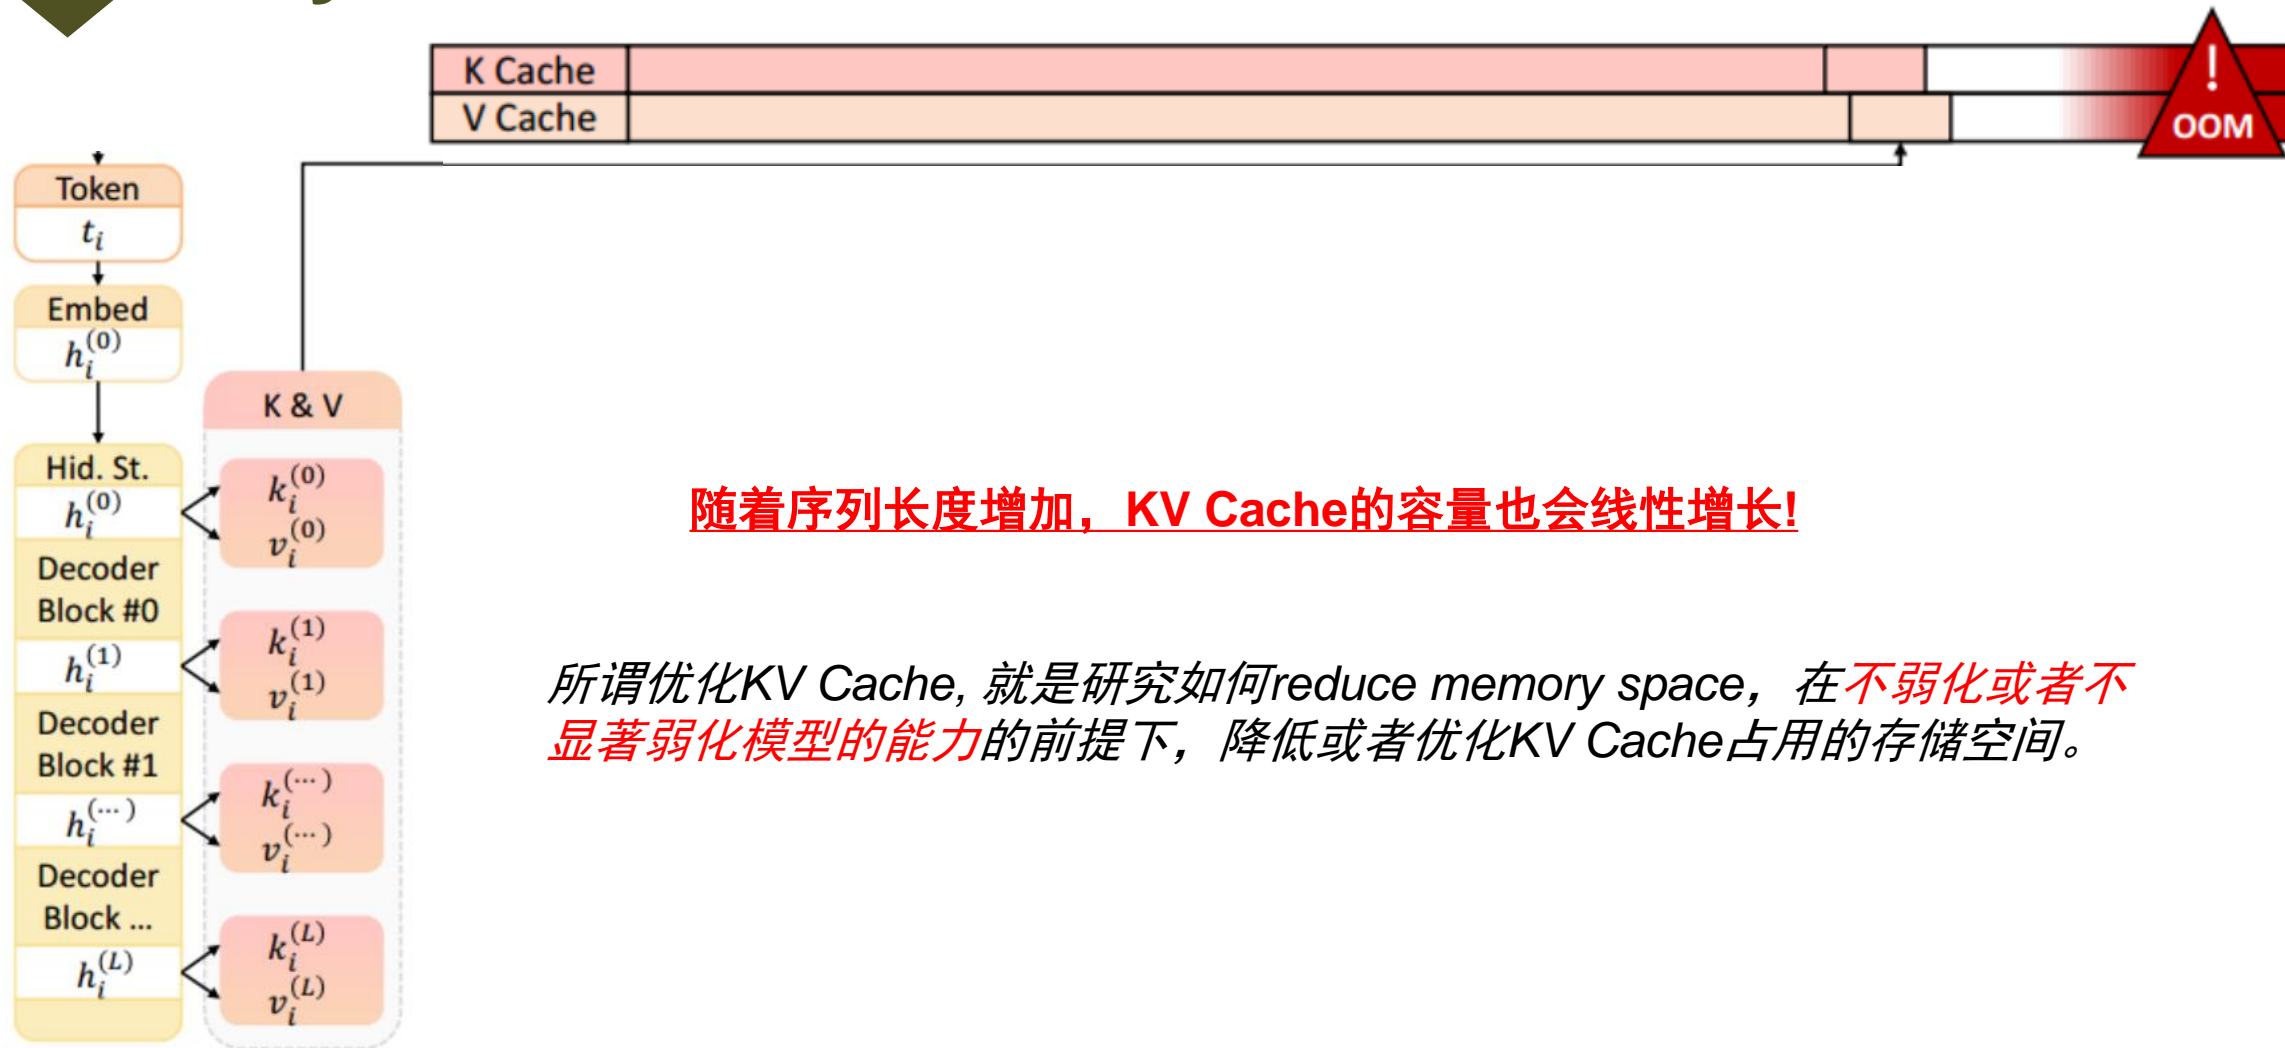 K Cache
V Cache
!
OOM
Token
t_i
Embed
h_i^{(0)}
K & V
Hid. St.
h_i^{(0)}
k_i^{(0)}
v_i^{(0)}
Decoder
Block #0
h_i^{(1)}
k_i^{(1)}
v_i^{(1)}
Decoder
Block #1
h_i^{(...)}
k_i^{(...)}
v_i^{(...)}
Decoder
Block ...
h_i^{(L)}
k_i^{(L)}
v_i^{(L)}
随着序列长度增加，KV Cache的容量也会线性增长!
所谓优化KV Cache, 就是研究如何reduce memory space，在不弱化或者不
显著弱化模型的能力的前提下，降低或者优化KV Cache占用的存储空间。